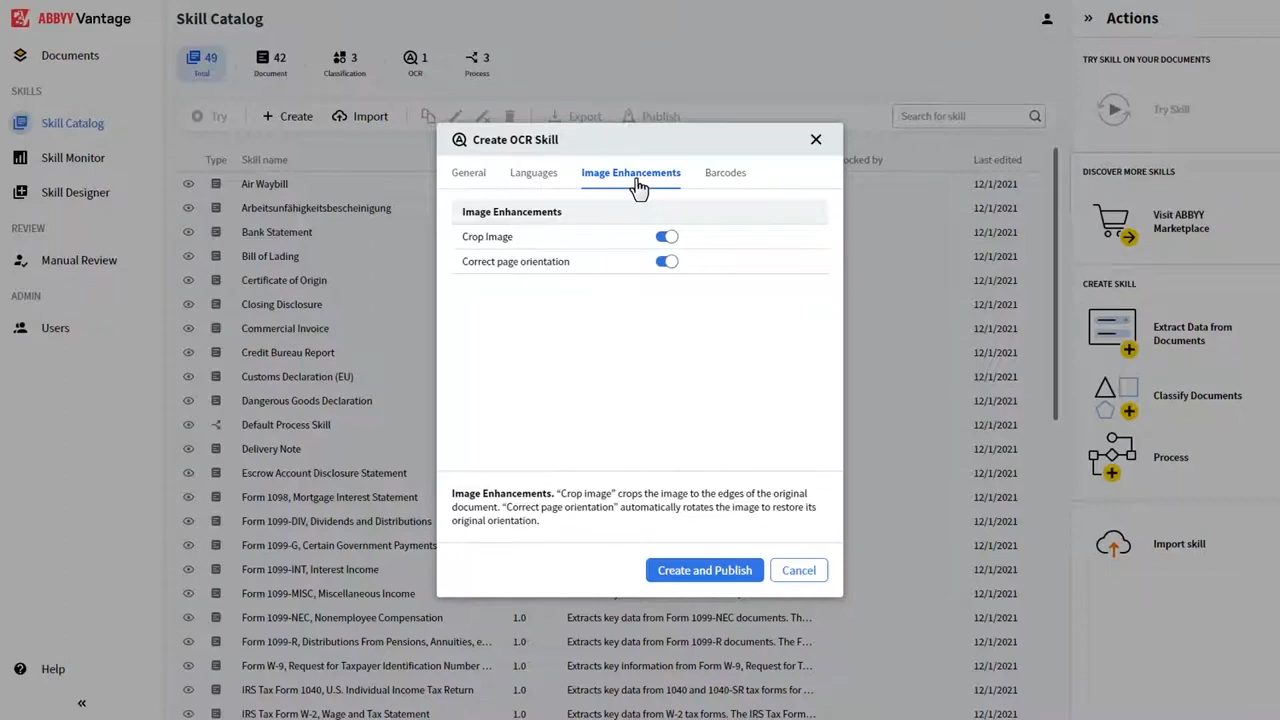 ABBYY Vantage
Documents
SKILLS
Skill Catalog
Skill Monitor
Skill Designer
REVIEW
Manual Review
ADMIN
Users
Help
«
Skill Catalog
49
Total
42
Document
3
Classification
1
OCR
3
Process
Try
+ Create
Import
Export
Publish
Search for skill
Type Skill name
ocked by
Last edited
Air Waybill 12/1/2021
Arbeitsunfähigkeitsbescheinigung 12/1/2021
Bank Statement 12/1/2021
Bill of Lading 12/1/2021
Certificate of Origin 12/1/2021
Closing Disclosure 12/1/2021
Commercial Invoice 12/1/2021
Credit Bureau Report 12/1/2021
Customs Declaration (EU) 12/1/2021
Dangerous Goods Declaration 12/1/2021
Default Process Skill 12/1/2021
Delivery Note 12/1/2021
Escrow Account Disclosure Statement 12/1/2021
Form 1098, Mortgage Interest Statement 12/1/2021
Form 1099-DIV, Dividends and Distributions 12/1/2021
Form 1099-G, Certain Government Payments 12/1/2021
Form 1099-INT, Interest Income 12/1/2021
Form 1099-MISC, Miscellaneous Income 12/1/2021
Form 1099-NEC, Nonemployee Compensation 1.0 Extracts key data from Form 1099-NEC documents. Th... 12/1/2021
Form 1099-R, Distributions From Pensions, Annuities, e... 1.0 Extracts key data from Form 1099-R documents. The F... 12/1/2021
Form W-9, Request for Taxpayer Identification Number ... 1.0 Extracts key information from Form W-9, Request for T... 12/1/2021
IRS Tax Form 1040, U.S. Individual Income Tax Return 1.0 Extracts key data from 1040 and 1040-SR tax forms for ... 12/1/2021
IRS Tax Form W-2, Wage and Tax Statement 1.0 Extracts key data from W-2 tax forms. The IRS Tax Form... 12/1/2021
Create OCR Skill
General Languages Image Enhancements Barcodes
Image Enhancements
Crop Image
Correct page orientation
Image Enhancements. “Crop image” crops the image to the edges of the original
document. “Correct page orientation” automatically rotates the image to restore its
original orientation.
Create and Publish
Cancel
» Actions
TRY SKILL ON YOUR DOCUMENTS
Try Skill
DISCOVER MORE SKILLS
Visit ABBYY
Marketplace
CREATE SKILL
Extract Data from
Documents
Classify Documents
Process
Import skill